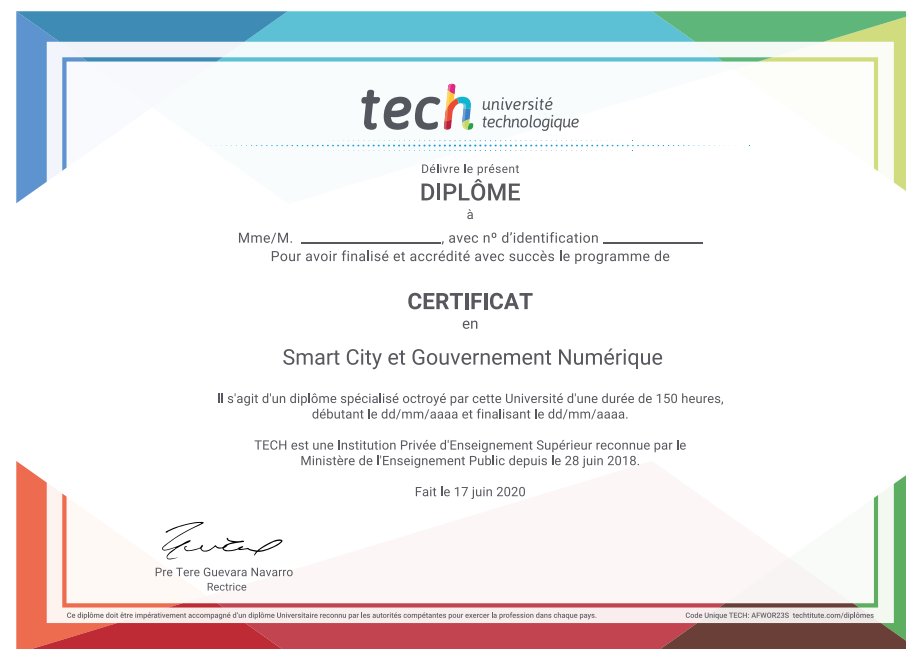 tech université
technologique
Délivre le présent
DIPLÔME
à
Mme/M. ____________________, avec nº d'identification ______________
Pour avoir finalisé et accrédité avec succès le programme de
CERTIFICAT
en
Smart City et Gouvernement Numérique
Il s'agit d'un diplôme spécialisé octroyé par cette Université d'une durée de 150 heures,
débutant le dd/mm/aaaa et finalisant le dd/mm/aaaa.
TECH est une Institution Privée d'Enseignement Supérieur reconnue par le
Ministère de l'Enseignement Public depuis le 28 juin 2018.
Fait le 17 juin 2020
Pre Tere Guevara Navarro
Rectrice
Ce diplôme doit être impérativement accompagné d'un diplôme Universitaire reconnu par les autorités compétantes pour exercer la profession dans chaque pays.
Code Unique TECH: AFWOR23S techtitute.com/diplômes